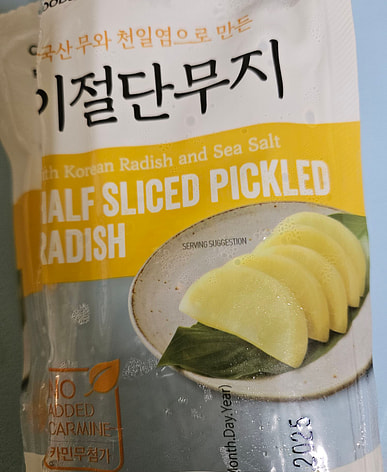 국산 무와 천일염으로 만든
이절단무지
with Korean Radish and Sea Salt
HALF SLICED PICKLED
RADISH
SERVING SUGGESTION
NO
ADDED
CARMINE
카민무첨가
(Month.Day.Year)
2025